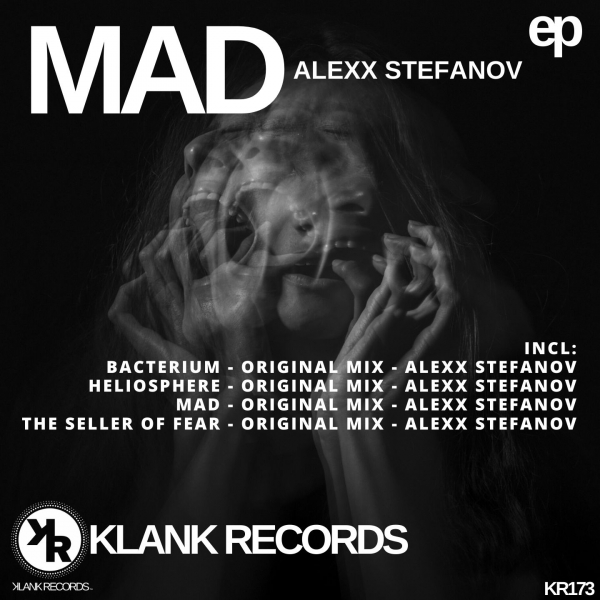 MAD
ALEXX STEFANOV
ep
INCL:
BACTERIUM - ORIGINAL MIX - ALEXX STEFANOV
HELIOSPHERE - ORIGINAL MIX - ALEXX STEFANOV
MAD - ORIGINAL MIX - ALEXX STEFANOV
THE SELLER OF FEAR - ORIGINAL MIX - ALEXX STEFANOV
KR
KLANK RECORDS
KLANK RECORDS
KR173